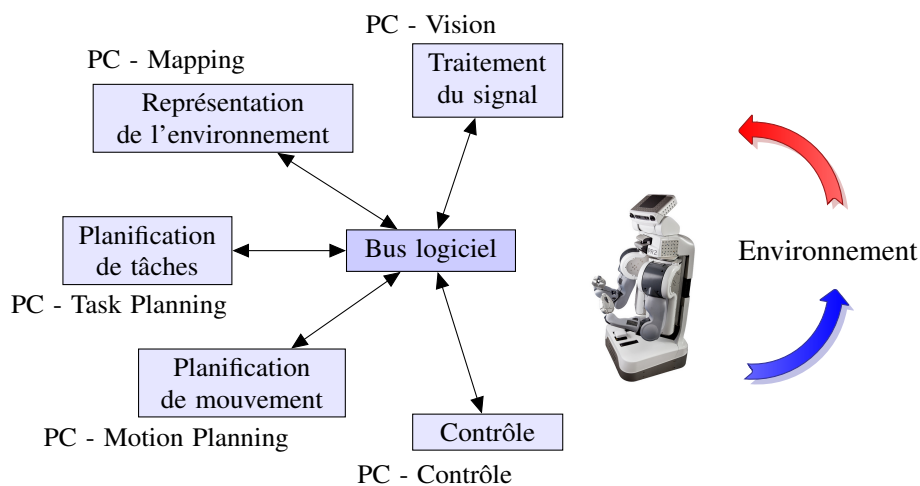 PC - Vision
Traitement
du signal
PC - Mapping
Représentation
de l'environnement
Planification
de tâches
PC - Task Planning
Bus logiciel
Environnement
Planification
de mouvement
PC - Motion Planning
Contrôle
PC - Contrôle